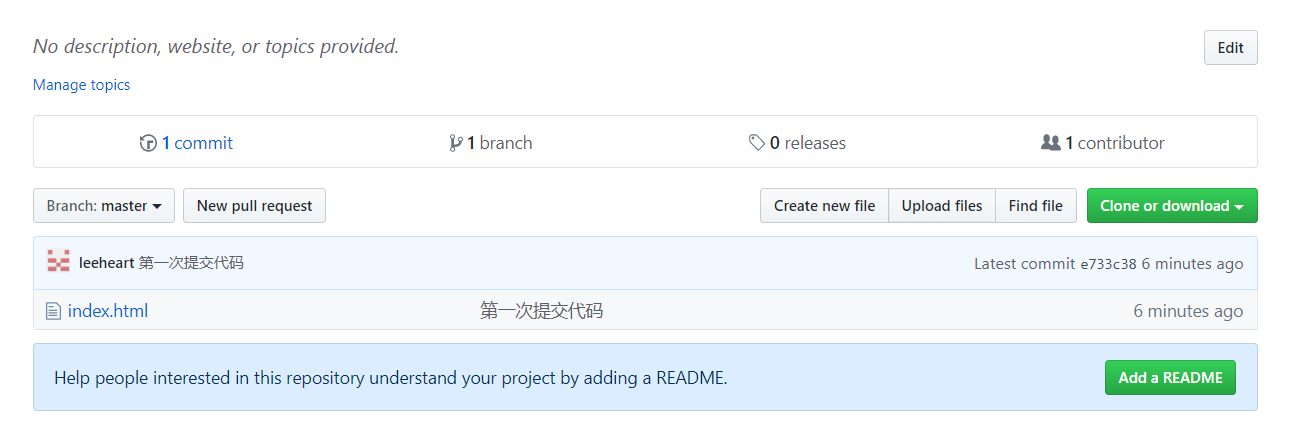 No description, website, or topics provided.
Edit
Manage topics
1 commit
1 branch
0 releases
1 contributor
Branch: master
New pull request
Create new file
Upload files
Find file
Clone or download
leeheart 第一次提交代码
Latest commit e733c38 6 minutes ago
index.html
第一次提交代码
6 minutes ago
Help people interested in this repository understand your project by adding a README.
Add a README